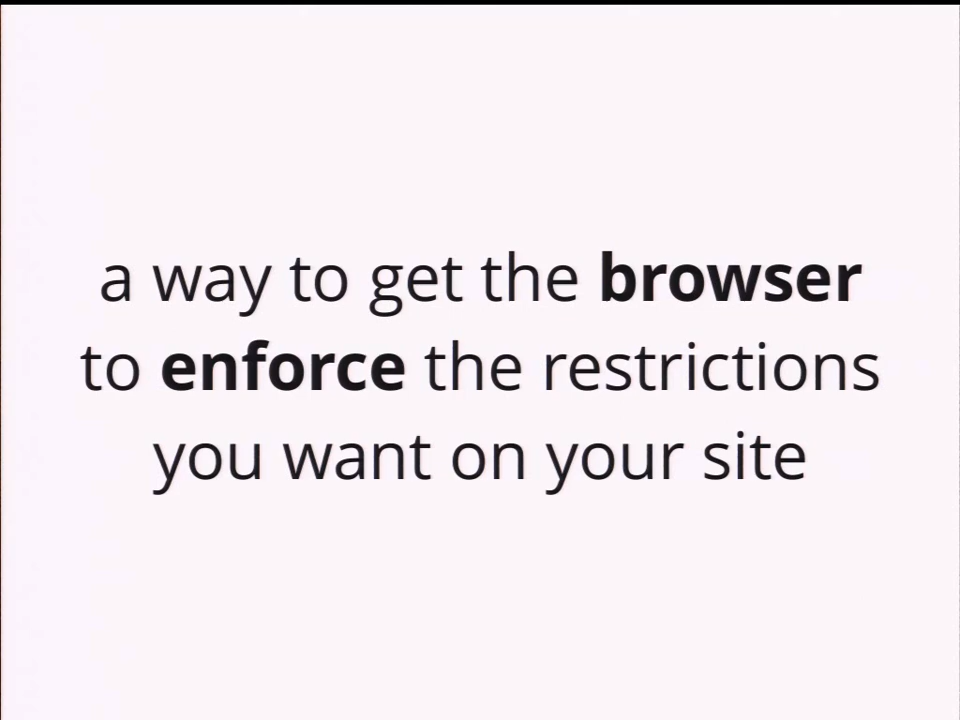 a way to get the browser
to enforce the restrictions
you want on your site